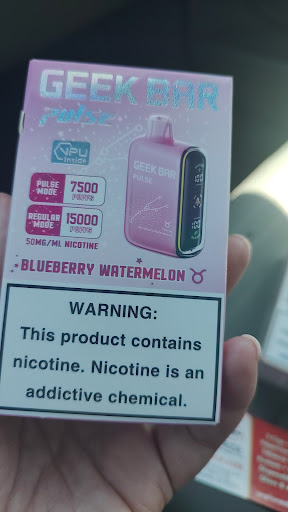 GEEK BAR
Pulse
VPU
inside
PULSE
MODE
7500
PUFFS
REGULAR
MODE
15000
PUFFS
50MG/ML NICOTINE
GEEK BAR
PULSE
BLUEBERRY WATERMELON
WARNING:
This product contains
nicotine. Nicotine is an
addictive chemical.